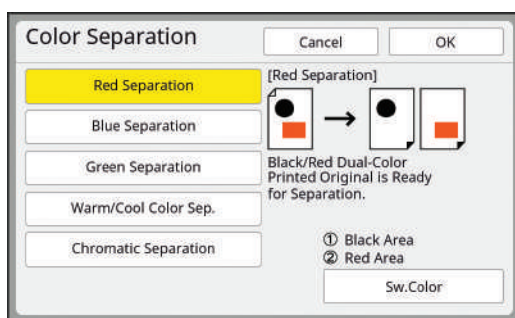 Color Separation
Cancel
OK
Red Separation
Blue Separation
Green Separation
Warm/Cool Color Sep.
Chromatic Separation
[Red Separation]
Black/Red Dual-Color
Printed Original is Ready
for Separation.
① Black Area
② Red Area
Sw.Color